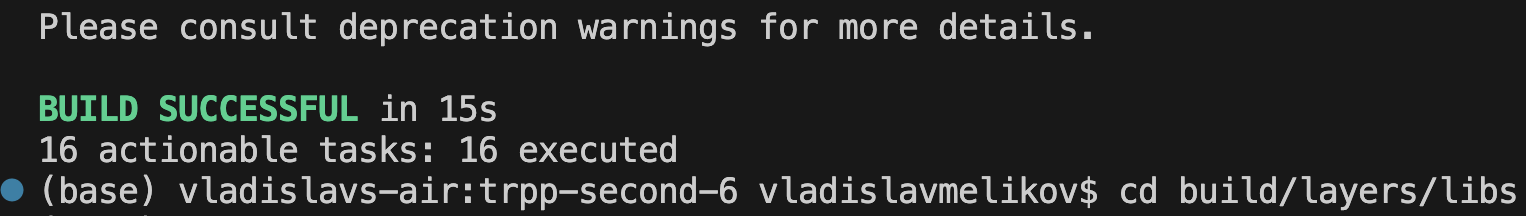 Please consult deprecation warnings for more details.
BUILD SUCCESSFUL in 15s
16 actionable tasks: 16 executed
(base) vladislavs-air:trpp-second-6 vladislavmelikov$ cd build/layers/libs